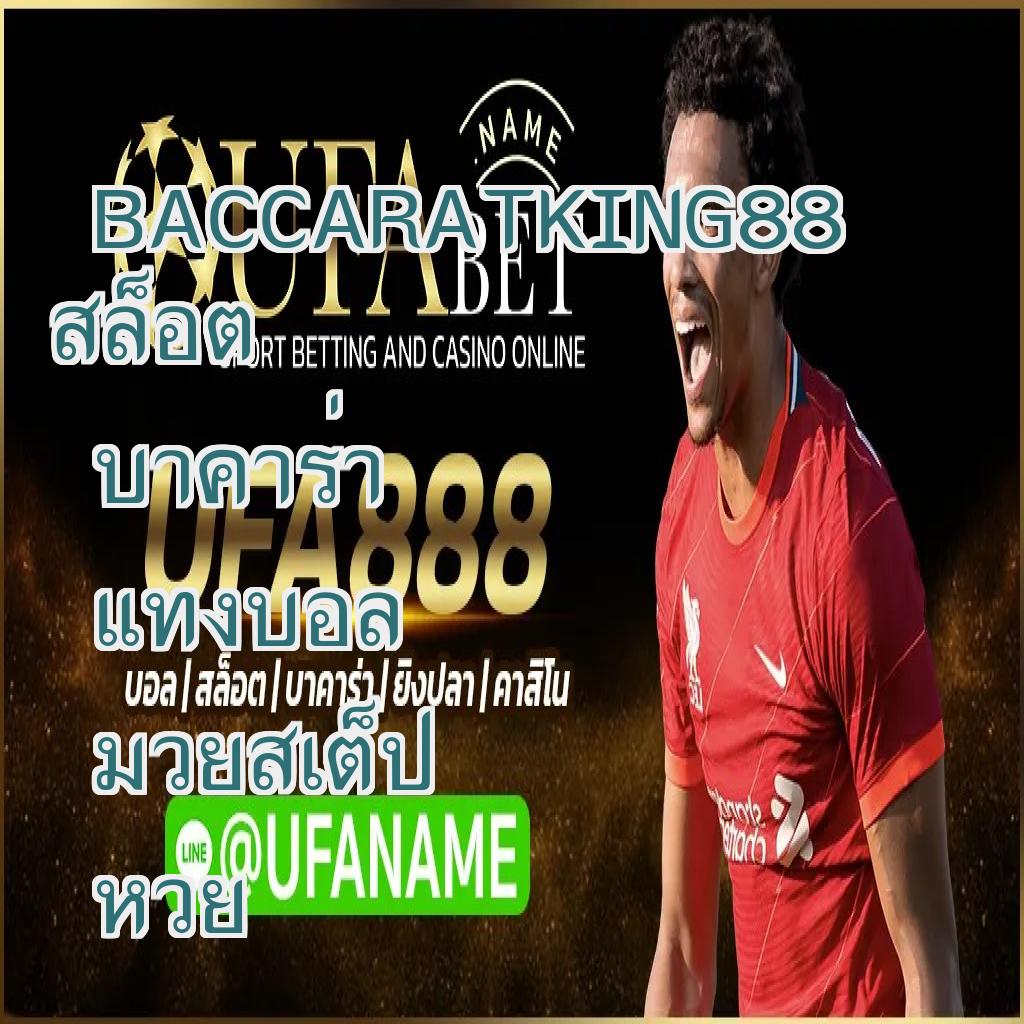 .NAME
UFABET
BACCARATKING88
SPORT BETTING AND CASINO ONLINE
สล็อต
บาคาร่า
UFA888
แทงบอล
บอล|สล็อต|บาคาร่า|ยิงปลา|คาสิโน
มวยสเต็ป
LINE @UFANAME
หวย